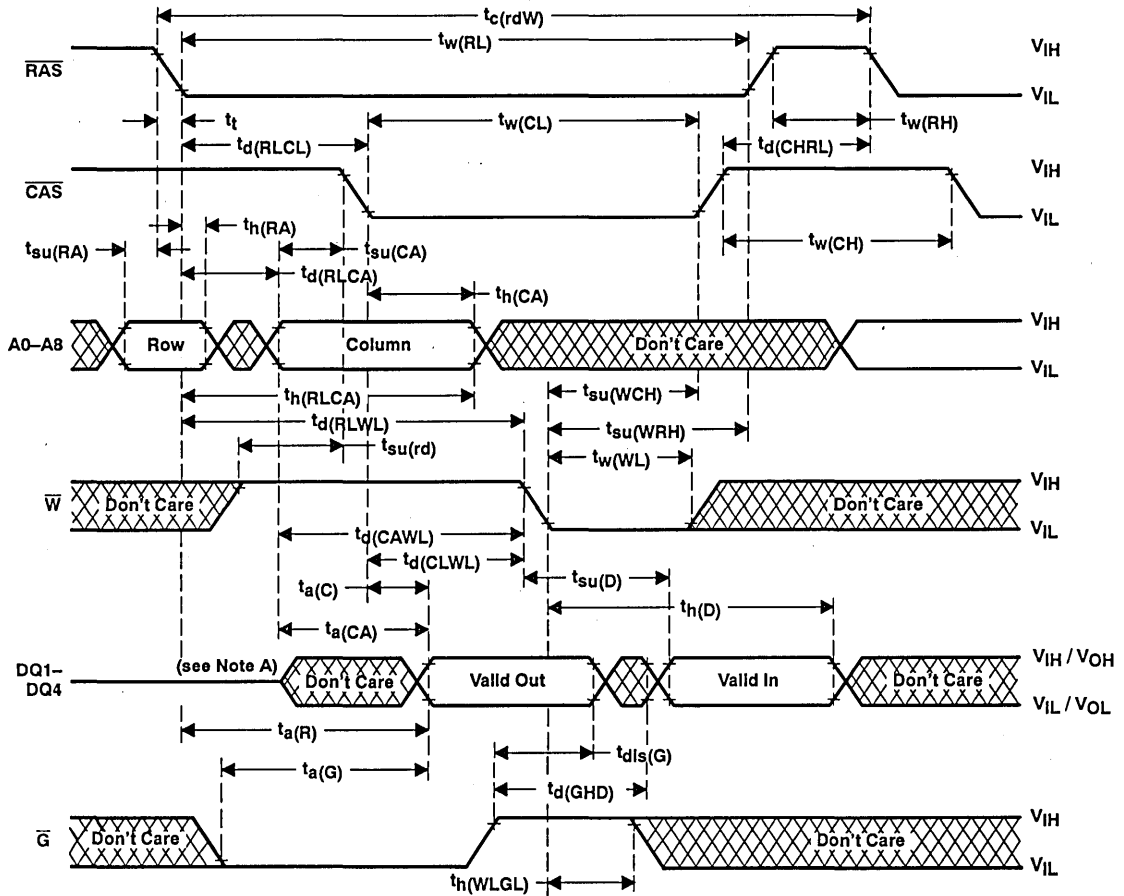 tc(rdW)
tw(RL)
RAS
VIH
VIL
tt
tw(CL)
tw(RH)
td(RLCL)
td(CHRL)
CAS
VIH
VIL
th(RA)
tsu(RA)
tsu(CA)
tw(CH)
td(RLCA)
th(CA)
A0–A8
Row
Column
Don't Care
VIH
VIL
th(RLCA)
tsu(WCH)
td(RLWL)
tsu(WRH)
tsu(rd)
tw(WL)
W
Don't Care
Don't Care
VIH
VIL
td(CAWL)
td(CLWL)
tsu(D)
ta(C)
th(D)
ta(CA)
DQ1–
DQ4
(see Note A)
Don't Care
Valid Out
Valid In
Don't Care
VIH / VOH
VIL / VOL
ta(R)
tdis(G)
ta(G)
td(GHD)
G
Don't Care
Don't Care
VIH
VIL
th(WLGL)